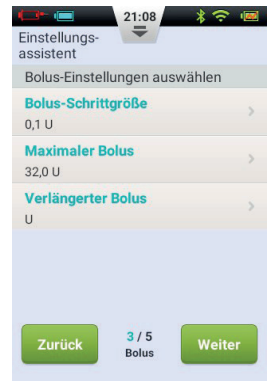 21:08
Einstellungs-
assistent
Bolus-Einstellungen auswählen
Bolus-Schrittgröße
0,1 U
Maximaler Bolus
32,0 U
Verlängerter Bolus
U
Zurück
3 / 5
Bolus
Weiter